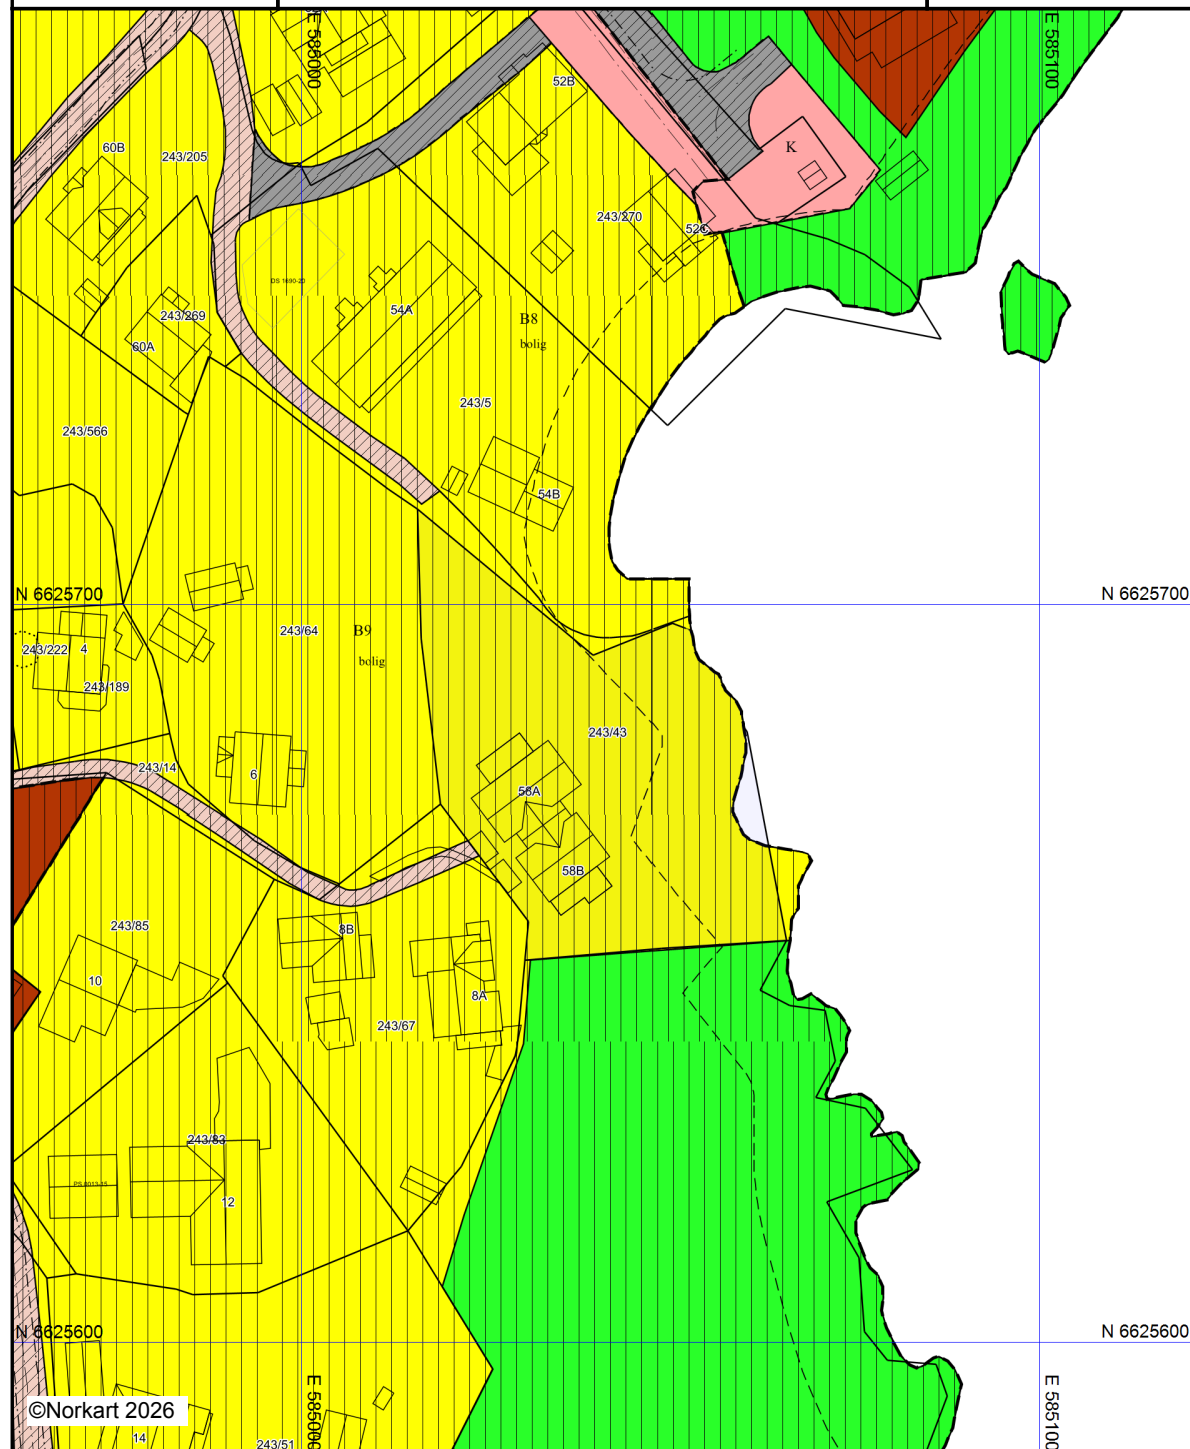 E 585000
E 585100
52B
60B
243/205
K
243/270
52C
DS 1690-20
54A
243/269
60A
B8
bolig
243/5
243/566
54B
N 6625700
N 6625700
243/64
B9
bolig
243/222
4
243/189
243/43
243/14
6
58A
58B
243/85
8B
10
8A
243/67
243/83
PS 8013-15
12
N 6625600
N 6625600
E 585000
E 585100
©Norkart 2026
14
243/51